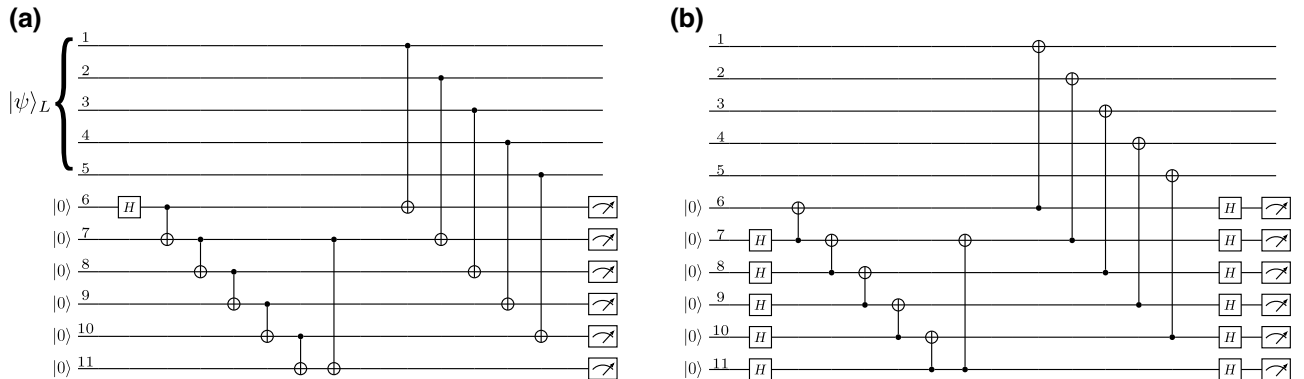 (a)
1
2
3
|ψ⟩L
4
5
|0⟩ 6 H
|0⟩ 7
|0⟩ 8
|0⟩ 9
|0⟩ 10
|0⟩ 11
(b)
1
2
3
4
5
|0⟩ 6 H
|0⟩ 7 H H
|0⟩ 8 H H
|0⟩ 9 H H
|0⟩ 10 H H
|0⟩ 11 H H